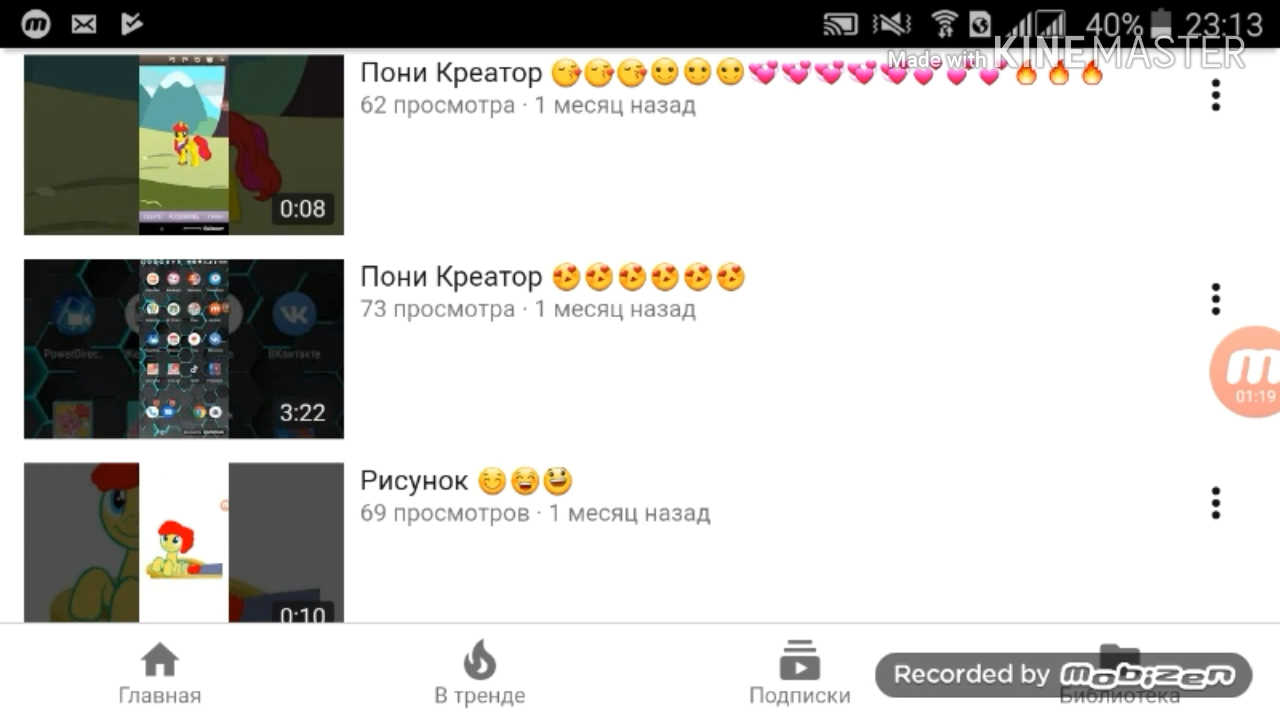 40% 23:13
Made with KINEMASTER
Пони Креатор 😘😘😘🙂🙂🙂💕💕💕💕💕💕💕💕🔥🔥🔥
62 просмотра · 1 месяц назад
0:08
Пони Креатор 😍😍😍😍😍😍
73 просмотра · 1 месяц назад
PowerDirec...
ВКонтакте
3:22
01:19
Рисунок 😊😄😃
69 просмотров · 1 месяц назад
0:10
Recorded by mobizen
Главная
В тренде
Подписки
Библиотека